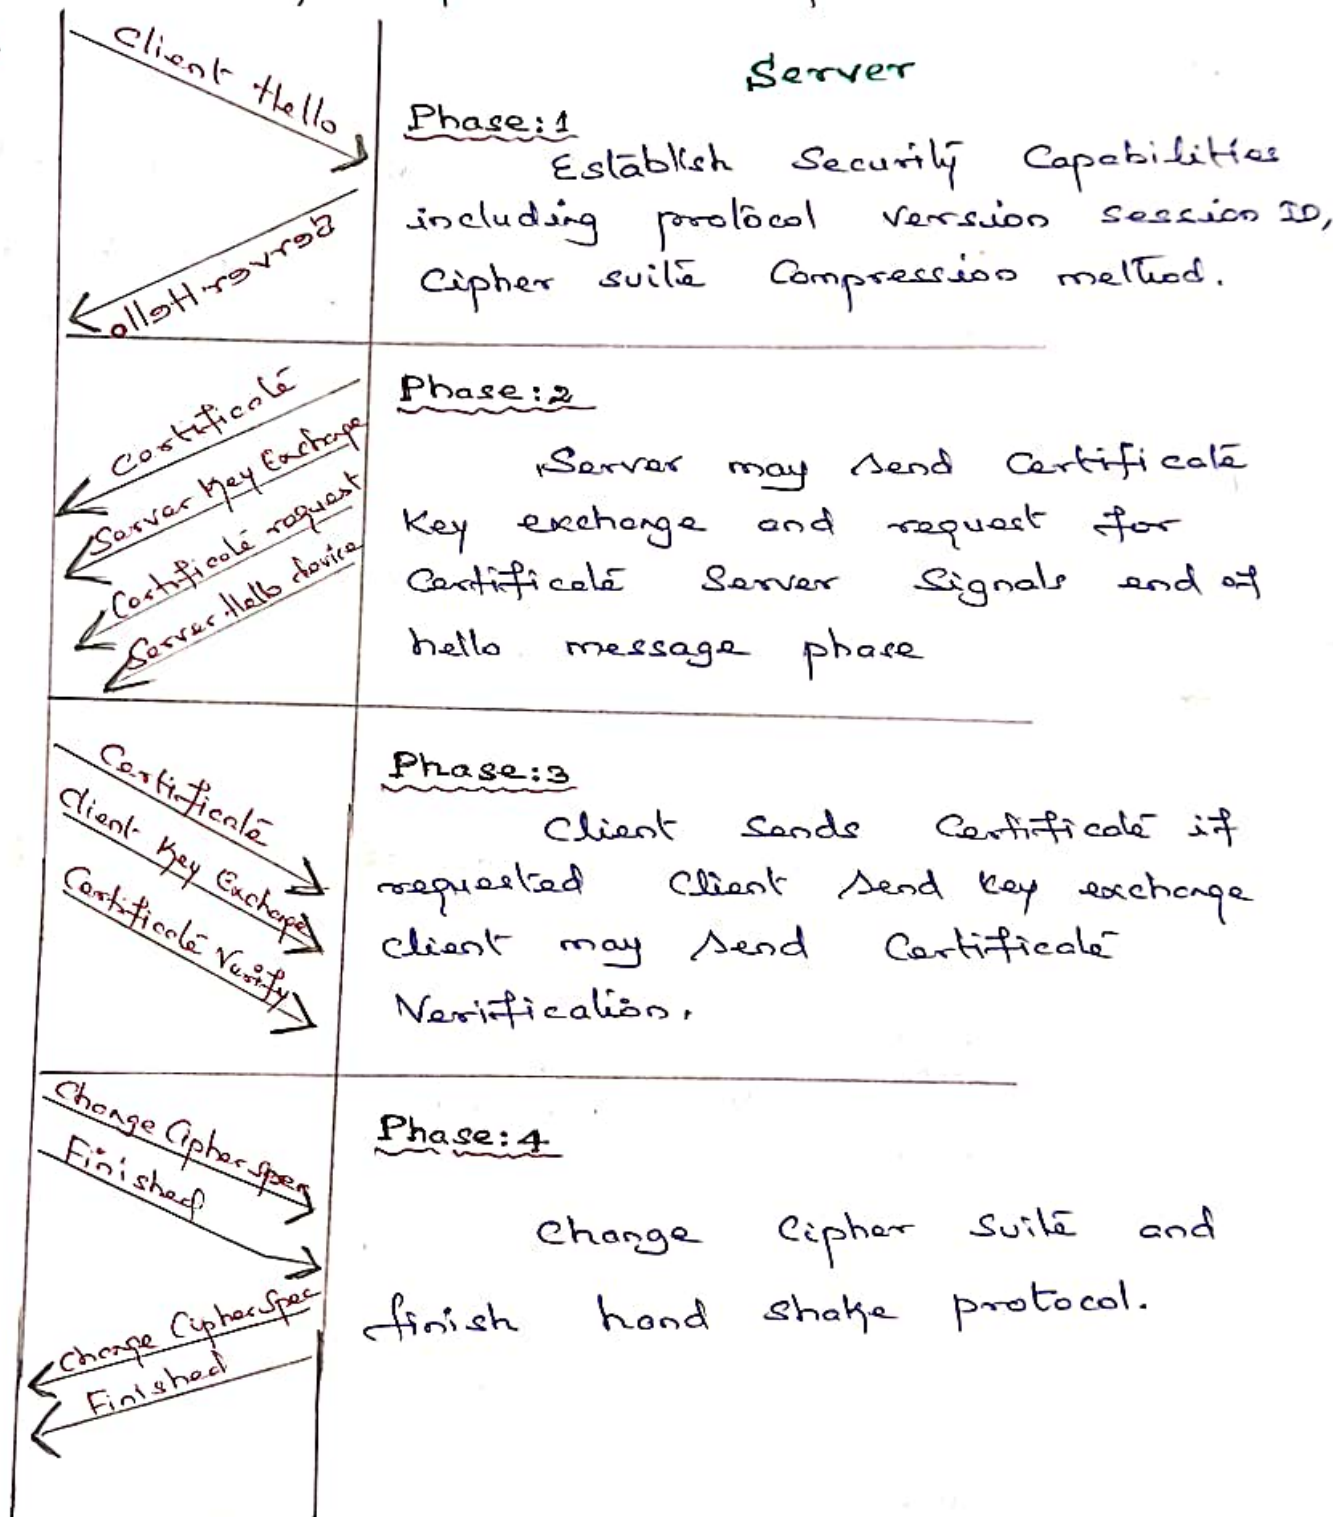 Server
Client Hello
Phase:1
Establish Security Capabilities
including protocol version session ID,
Cipher suite Compression method.
Server Hello
Phase:2
Certificate
Server Key Exchange
Certificate request
Server Hello
Server may send Certificate
Key exchange and request for
Certificate Server Signals end of
hello message phase
Phase:3
Certificate
Client Key Exchange
Certificate Verify
Client sends Certificate if
requested Client send key exchange
client may send Certificate
Verification.
Phase:4
Change Cipher Spec
Finished
Change Cipher Suite and
finish hand shake protocol.
Change Cipher Spec
Finished